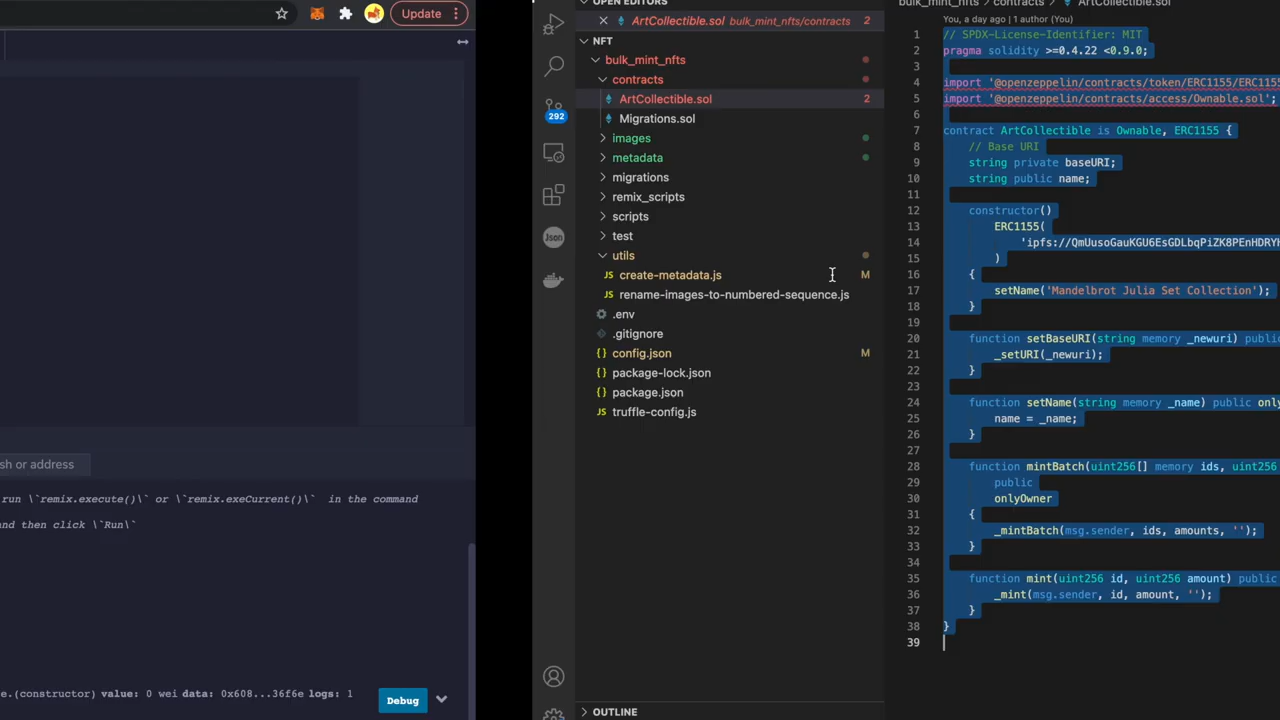 Update
sh or address
run \`remix.execute()\` or \`remix.exeCurrent()\` in the command
and then click \`Run\`
e.(constructor) value: 0 wei data: 0x608...36f6e logs: 1
Debug
292
Json
OPEN EDITORS
ArtCollectible.sol bulk_mint_nfts/contracts 2
NFT
bulk_mint_nfts
contracts
ArtCollectible.sol 2
Migrations.sol
images
metadata
migrations
remix_scripts
scripts
test
utils
JS create-metadata.js M
JS rename-images-to-numbered-sequence.js
.env
.gitignore
{} config.json M
{} package-lock.json
{} package.json
JS truffle-config.js
OUTLINE
bulk_mint_nfts > contracts > ArtCollectible.sol
You, a day ago | 1 author (You)
1 // SPDX-License-Identifier: MIT
2 pragma solidity >=0.4.22 <0.9.0;
3
4 import '@openzeppelin/contracts/token/ERC1155/ERC1155
5 import '@openzeppelin/contracts/access/Ownable.sol';
6
7 contract ArtCollectible is Ownable, ERC1155 {
8 // Base URI
9 string private baseURI;
10 string public name;
11
12 constructor()
13 ERC1155(
14 'ipfs://QmUusoGauKGU6EsGDLbqPiZK8PEnHDRYH
15 )
16 {
17 setName('Mandelbrot Julia Set Collection');
18 }
19
20 function setBaseURI(string memory _newuri) public
21 _setURI(_newuri);
22 }
23
24 function setName(string memory _name) public only
25 name = _name;
26 }
27
28 function mintBatch(uint256[] memory ids, uint256
29 public
30 onlyOwner
31 {
32 _mintBatch(msg.sender, ids, amounts, '');
33 }
34
35 function mint(uint256 id, uint256 amount) public
36 _mint(msg.sender, id, amount, '');
37 }
38 }
39